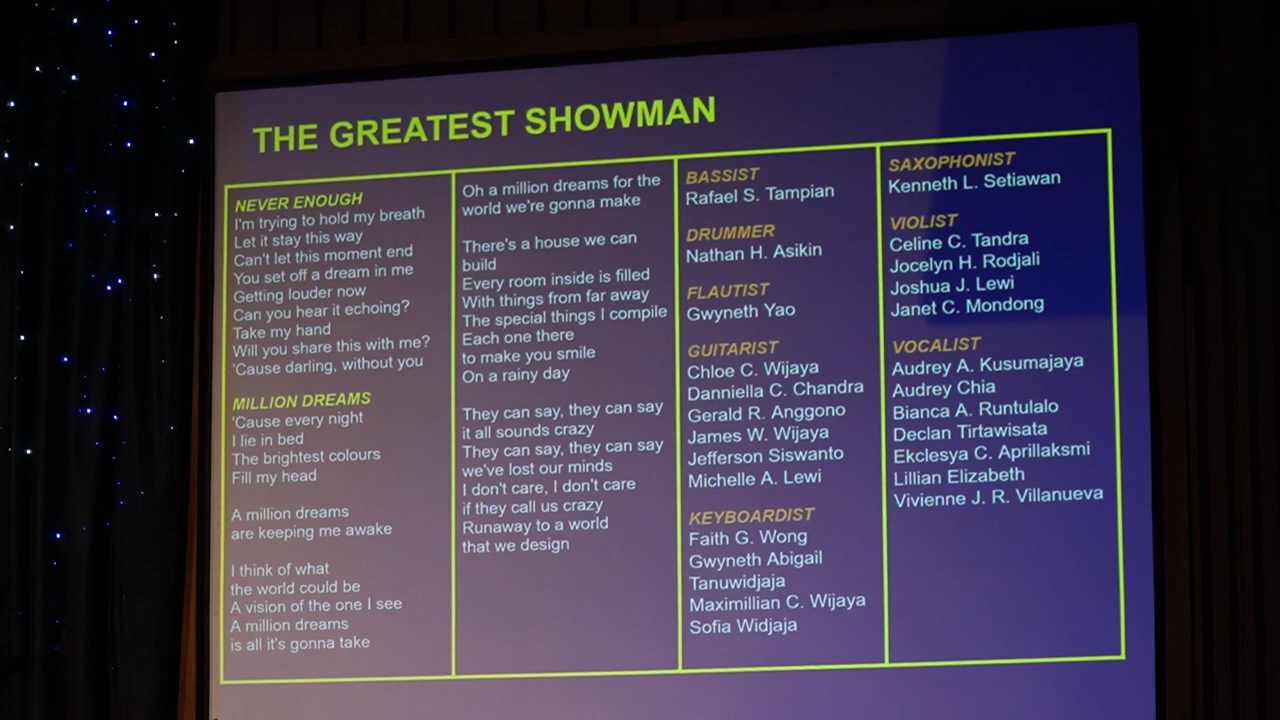 THE GREATEST SHOWMAN
NEVER ENOUGH
I'm trying to hold my breath
Let it stay this way
Can't let this moment end
You set off a dream in me
Getting louder now
Can you hear it echoing?
Take my hand
Will you share this with me?
'Cause darling, without you
MILLION DREAMS
'Cause every night
I lie in bed
The brightest colours
Fill my head
A million dreams
are keeping me awake
I think of what
the world could be
A vision of the one I see
A million dreams
is all it's gonna take
Oh a million dreams for the
world we're gonna make
There's a house we can
build
Every room inside is filled
With things from far away
The special things I compile
Each one there
to make you smile
On a rainy day
They can say, they can say
it all sounds crazy
They can say, they can say
we've lost our minds
I don't care, I don't care
if they call us crazy
Runaway to a world
that we design
BASSIST
Rafael S. Tampian
DRUMMER
Nathan H. Asikin
FLAUTIST
Gwyneth Yao
GUITARIST
Chloe C. Wijaya
Danniella C. Chandra
Gerald R. Anggono
James W. Wijaya
Jefferson Siswanto
Michelle A. Lewi
KEYBOARDIST
Faith G. Wong
Gwyneth Abigail
Tanuwidjaja
Maximillian C. Wijaya
Sofia Widjaja
SAXOPHONIST
Kenneth L. Setiawan
VIOLIST
Celine C. Tandra
Jocelyn H. Rodjali
Joshua J. Lewi
Janet C. Mondong
VOCALIST
Audrey A. Kusumajaya
Audrey Chia
Bianca A. Runtulalo
Declan Tirtawisata
Ekclesya C. Aprillaksmi
Lillian Elizabeth
Vivienne J. R. Villanueva